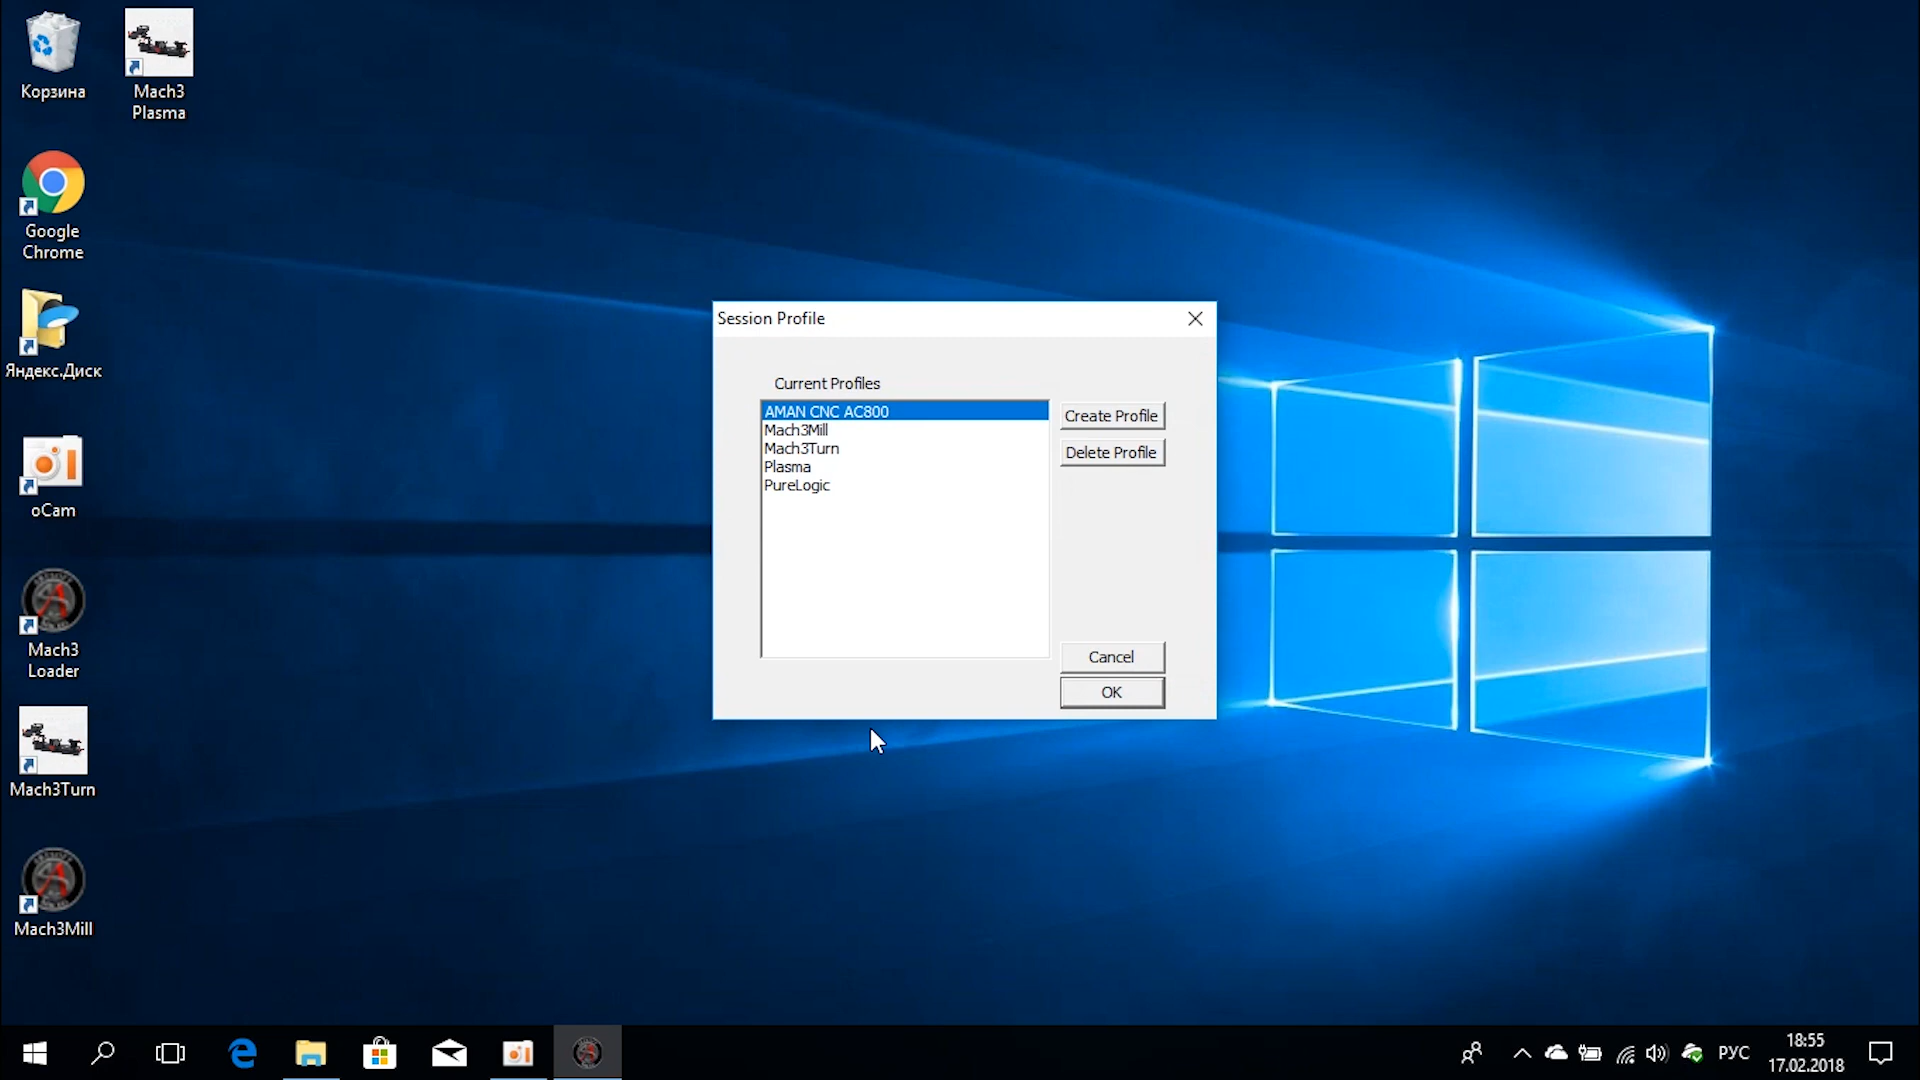 Корзина
Mach3
Plasma
Google
Chrome
Яндекс.Диск
oCam
Mach3
Loader
Mach3Turn
Mach3Mill
Session Profile
Current Profiles
AMAN CNC AC800
Mach3Mill
Mach3Turn
Plasma
PureLogic
Create Profile
Delete Profile
Cancel
OK
РУС
18:55
17.02.2018